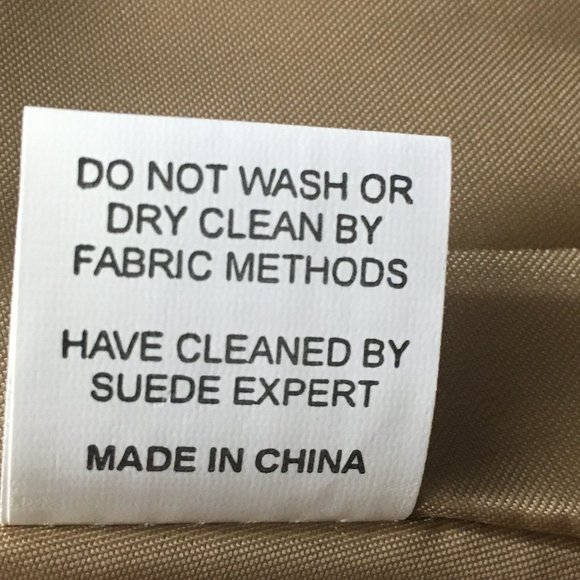 DO NOT WASH OR
DRY CLEAN BY
FABRIC METHODS
HAVE CLEANED BY
SUEDE EXPERT
MADE IN CHINA